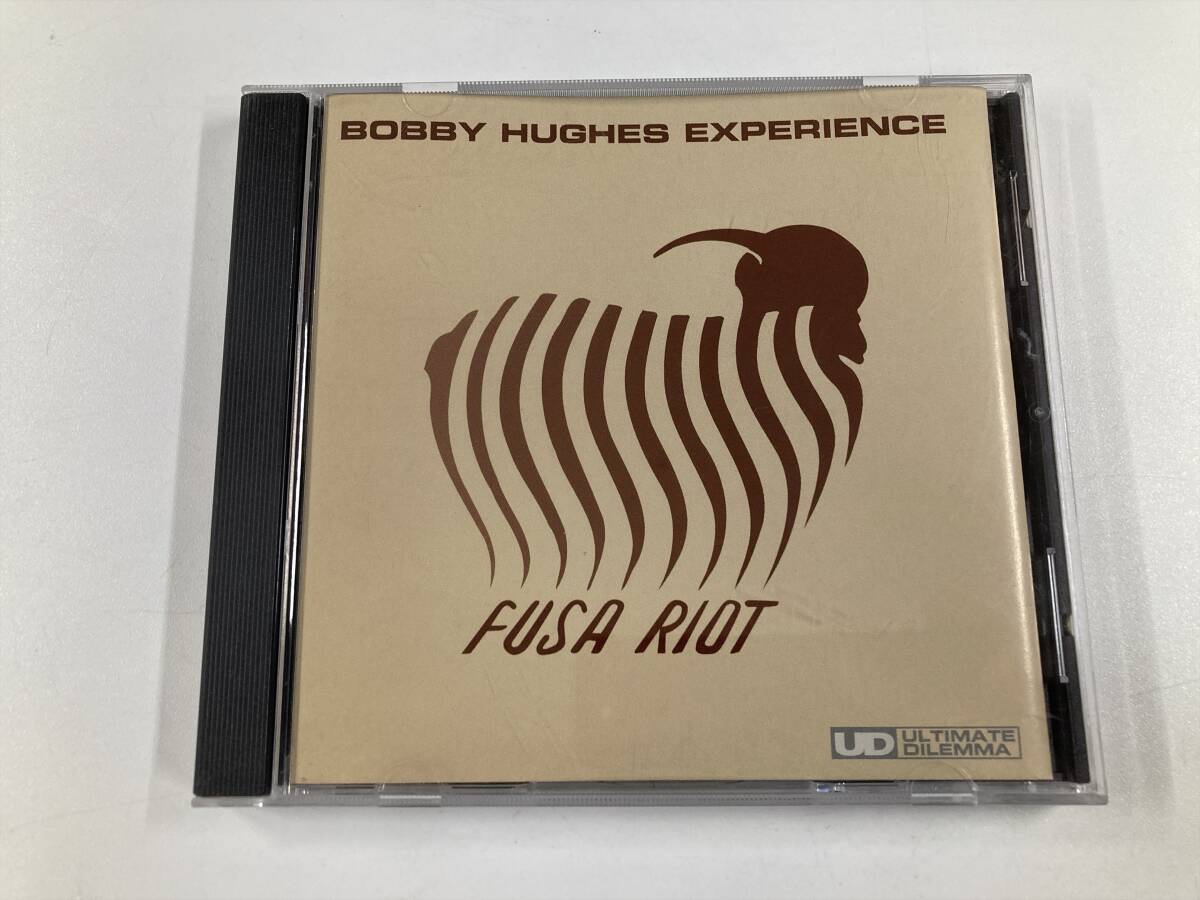 BOBBY HUGHES EXPERIENCE
FUSA RIOT
UD ULTIMATE
DILEMMA